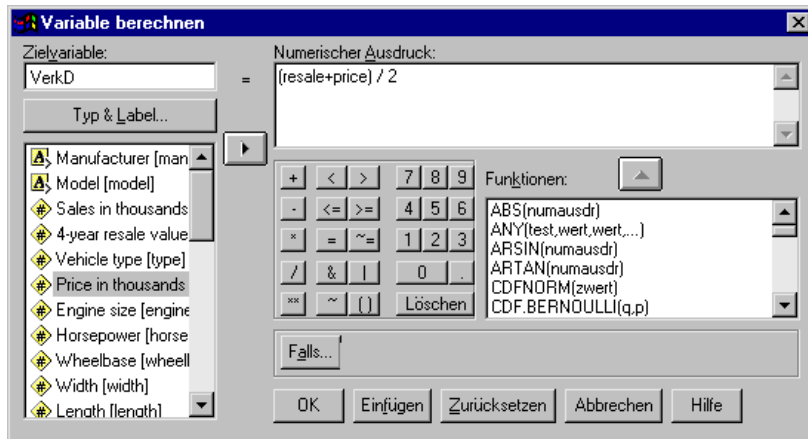 Variable berechnen
Zielvariable:
VerkD
=
Numerischer Ausdruck:
(resale+price) / 2
Typ & Label...
Manufacturer [man
Model [model]
Sales in thousands
4-year resale value
Vehicle type [type]
Price in thousands
Engine size [engine
Horsepower [horse
Wheelbase [wheell
Width [width]
Length [length]
+ < > 7 8 9
- <= >= 4 5 6
* = ~= 1 2 3
/ & | 0 .
** ~ () Löschen
Funktionen:
ABS(numausdr)
ANY(test,wert,wert,...)
ARSIN(numausdr)
ARTAN(numausdr)
CDFNORM(zwert)
CDF.BERNOULLI(q,p)
Falls...
OK Einfügen Zurücksetzen Abbrechen Hilfe